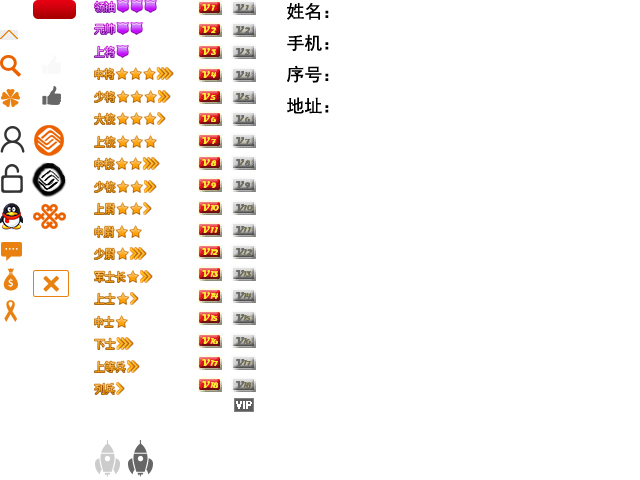 领袖 V1 V1
元帅 V2 V2
上将 V3 V3
中将 V4 V4
少将 V5 V5
大校 V6 V6
上校 V7 V7
中校 V8 V8
少校 V9 V9
上尉 V10 V10
中尉 V11 V11
少尉 V12 V12
军士长 V13 V13
上士 V14 V14
中士 V15 V15
下士 V16 V16
上等兵 V17 V17
列兵 V18 V18
VIP
姓名：
手机：
序号：
地址：